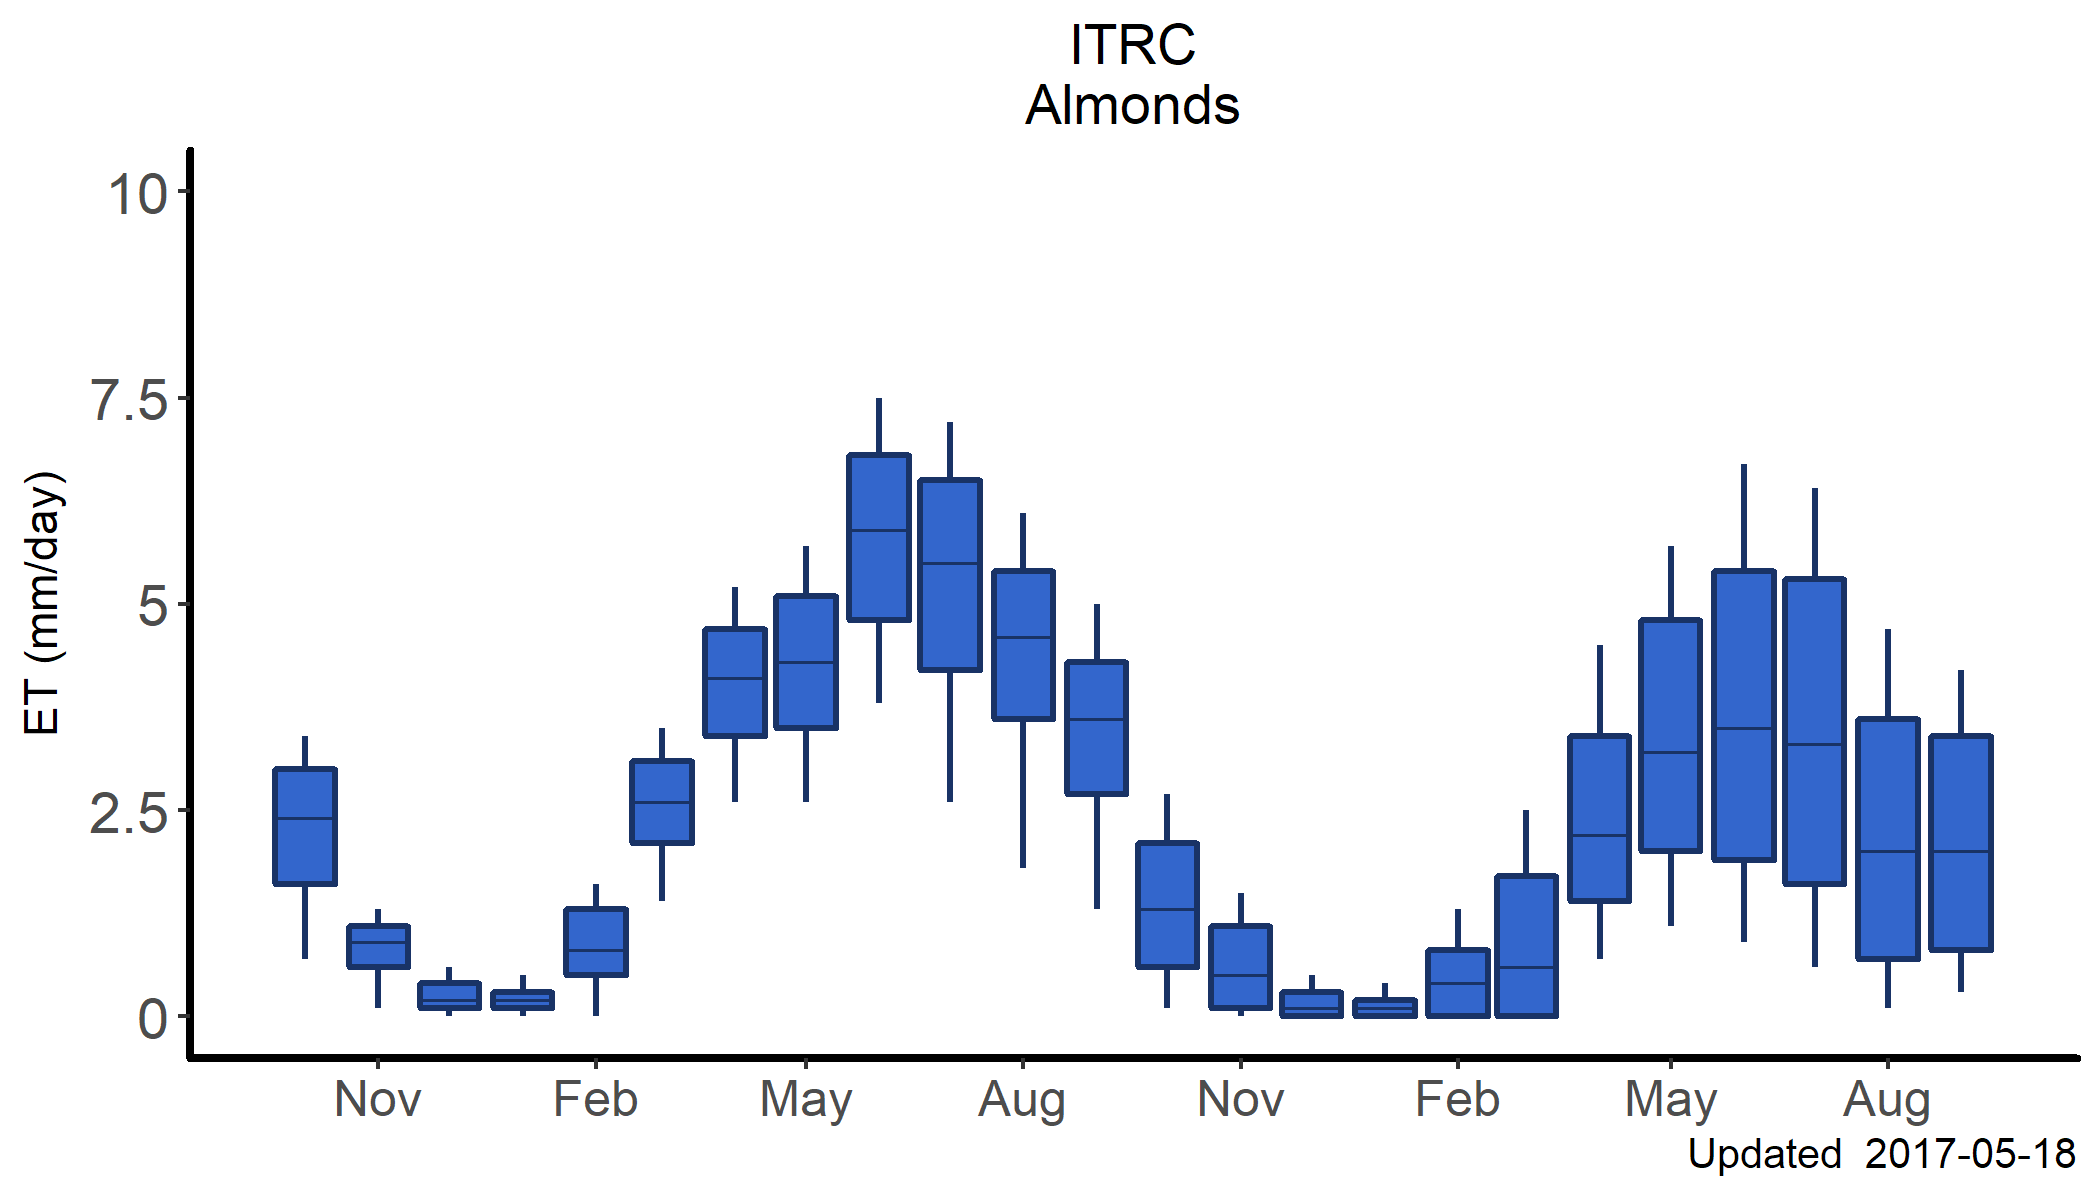 ITRC
Almonds
10
7.5
5
2.5
0
ET (mm/day)
Nov Feb May Aug Nov Feb May Aug
Updated 2017-05-18